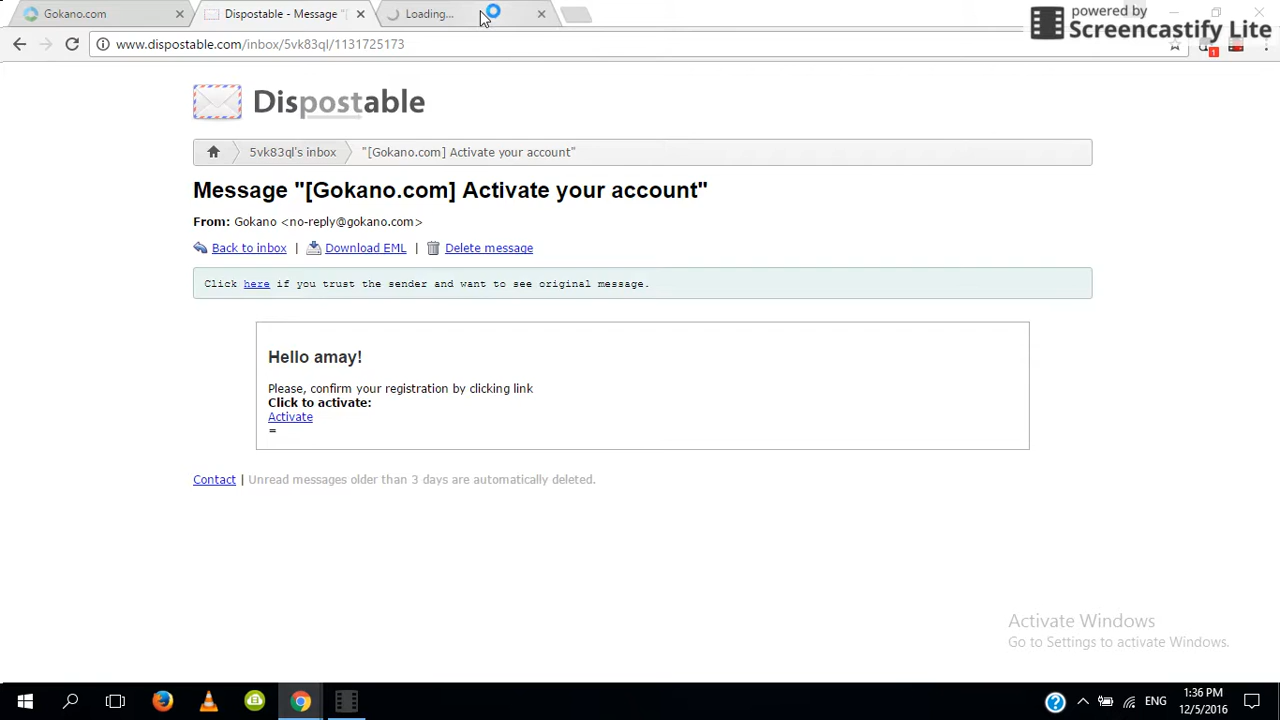 Gokano.com
Dispostable - Message "[
Loading...
powered by
Screencastify Lite
www.dispostable.com/inbox/5vk83ql/1131725173
1
Dispostable
5vk83ql's inbox
"[Gokano.com] Activate your account"
Message "[Gokano.com] Activate your account"
From: Gokano <no-reply@gokano.com>
Back to inbox | Download EML | Delete message
Click here if you trust the sender and want to see original message.
Hello amay!
Please, confirm your registration by clicking link
Click to activate:
Activate
=
Contact | Unread messages older than 3 days are automatically deleted.
Activate Windows
Go to Settings to activate Windows.
ENG
1:36 PM
12/5/2016